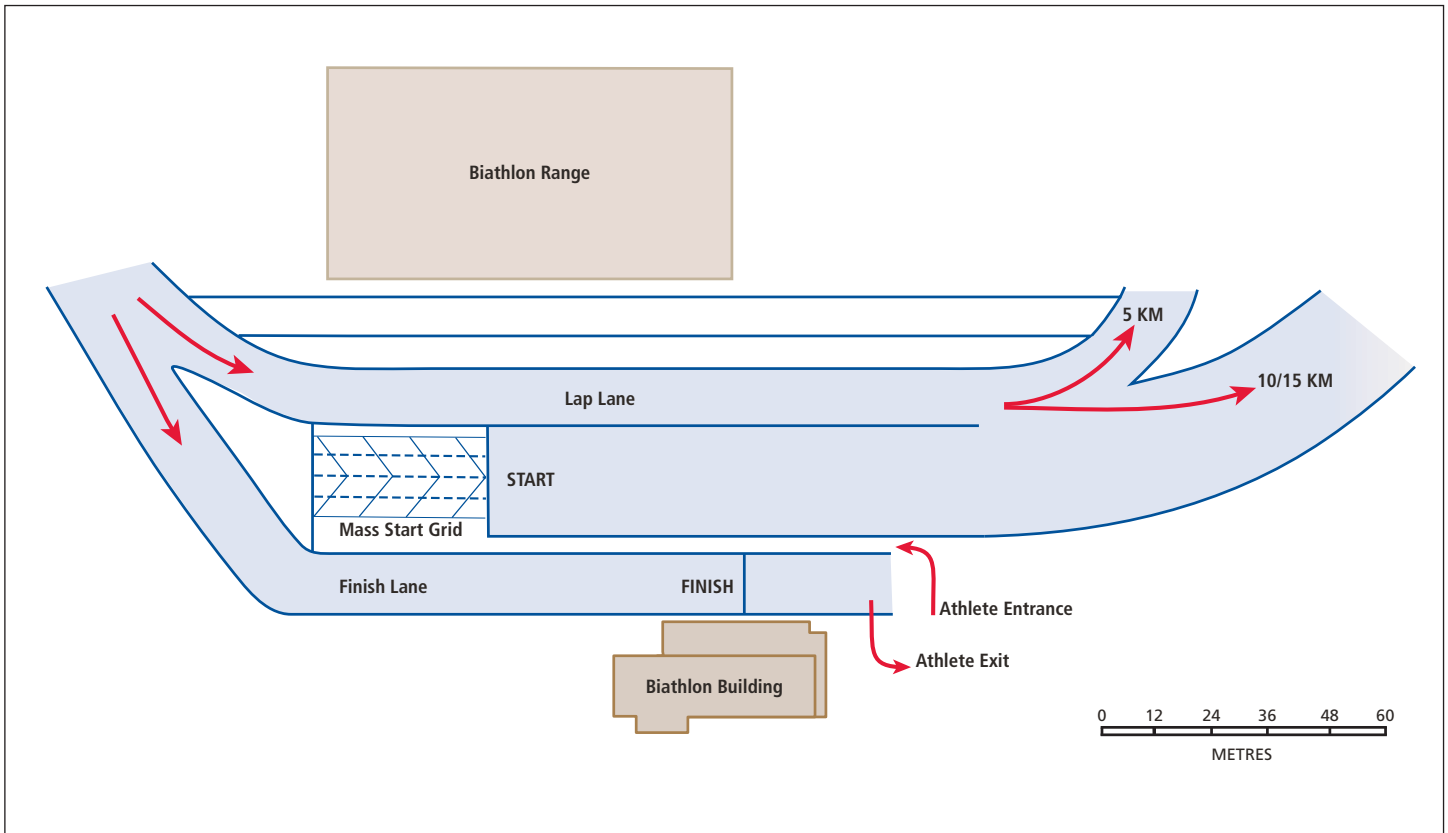 Biathlon Range
5 KM
10/15 KM
Lap Lane
START
Mass Start Grid
Finish Lane
FINISH
Athlete Entrance
Athlete Exit
Biathlon Building
0 12 24 36 48 60
METRES